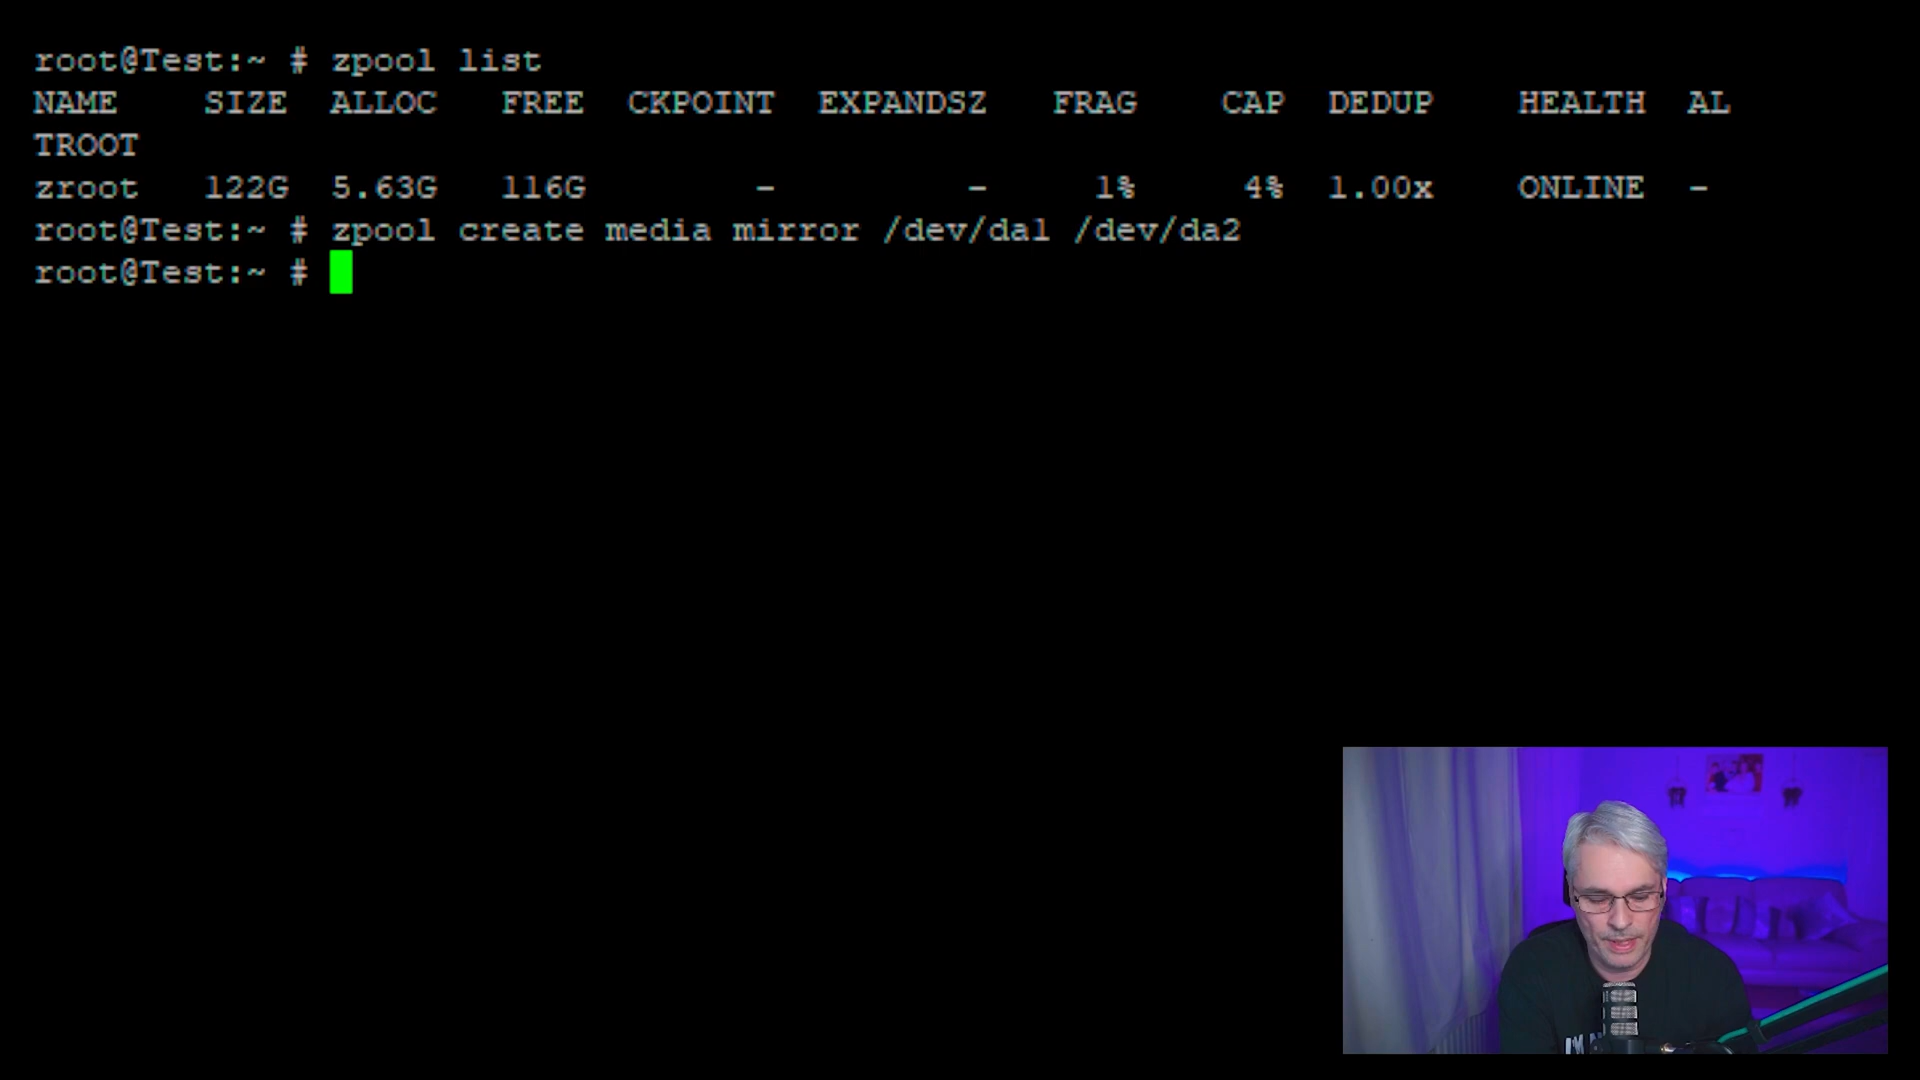 root@Test:~ # zpool list
NAME SIZE ALLOC FREE CKPOINT EXPANDSZ FRAG CAP DEDUP HEALTH AL
TROOT
zroot 122G 5.63G 116G - - 1% 4% 1.00x ONLINE -
root@Test:~ # zpool create media mirror /dev/da1 /dev/da2
root@Test:~ #
I'M